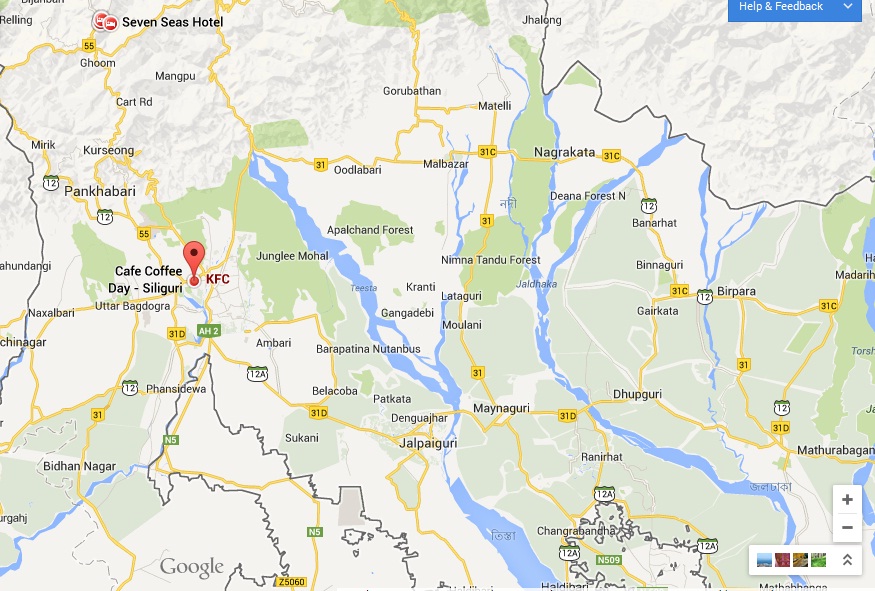 Bijanbari
Relling
Seven Seas Hotel
Jhalong
Help & Feedback
55
Ghoom
Mangpu
Cart Rd
Gorubathan
Matelli
Mirik
Kurseong
12
Pankhabari
31
Oodlabari
Malbazar
31C
Nagrakata
31C
12
55
31
नदी
Deana Forest N
12
Banarhat
Apalchand Forest
Junglee Mohal
Nimna Tandu Forest
Binnaguri
ahundangi
Cafe Coffee
Day - Siliguri
KFC
Teesta
Kranti
Lataguri
Jaldhaka
31C
12
Birpara
Madarih
31C
Uttar Bagdogra
Naxalbari
Gangadebi
Moulani
Gairkata
31D
AH 2
chinagar
Ambari
Barapatina Nutanbus
Torsh
12
Phansidewa
12A
Belacoba
31
31
Patkata
Dhupguri
12
31
31D
Denguajhar
Maynaguri
31D
31D
Sukani
Jalpaiguri
N5
Bidhan Nagar
Ranirhat
Mathurabagan
12A
জলঢাকা
urgahj
N5
তিস্তা
Changrabandha
12A
12A
N509
Google
Z5060
Haldibari
Mathabhanga